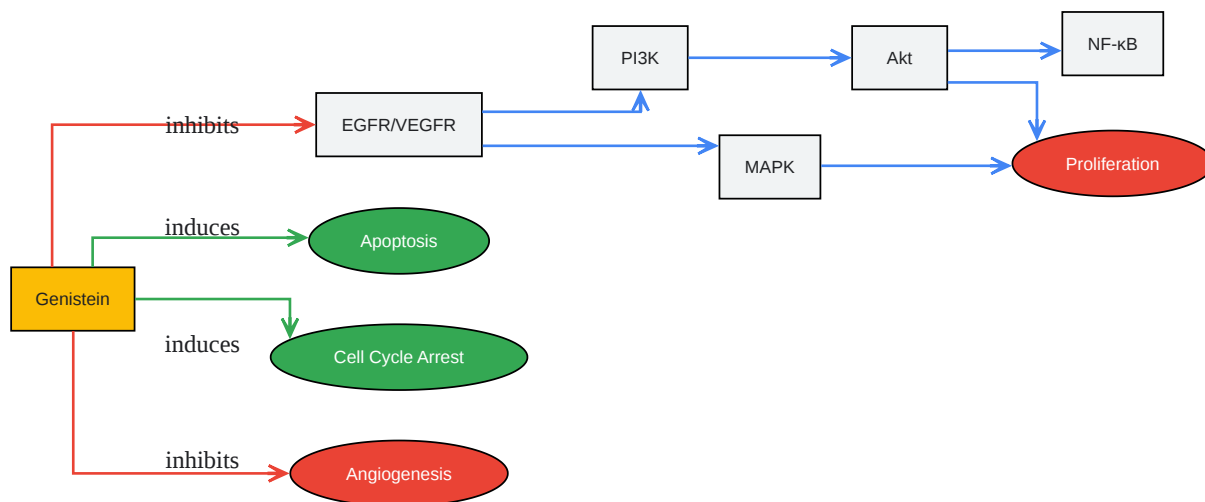 NF-κB
PI3K
Akt
inhibits
EGFR/VEGFR
MAPK
Proliferation
induces
Apoptosis
Genistein
induces
Cell Cycle Arrest
inhibits
Angiogenesis